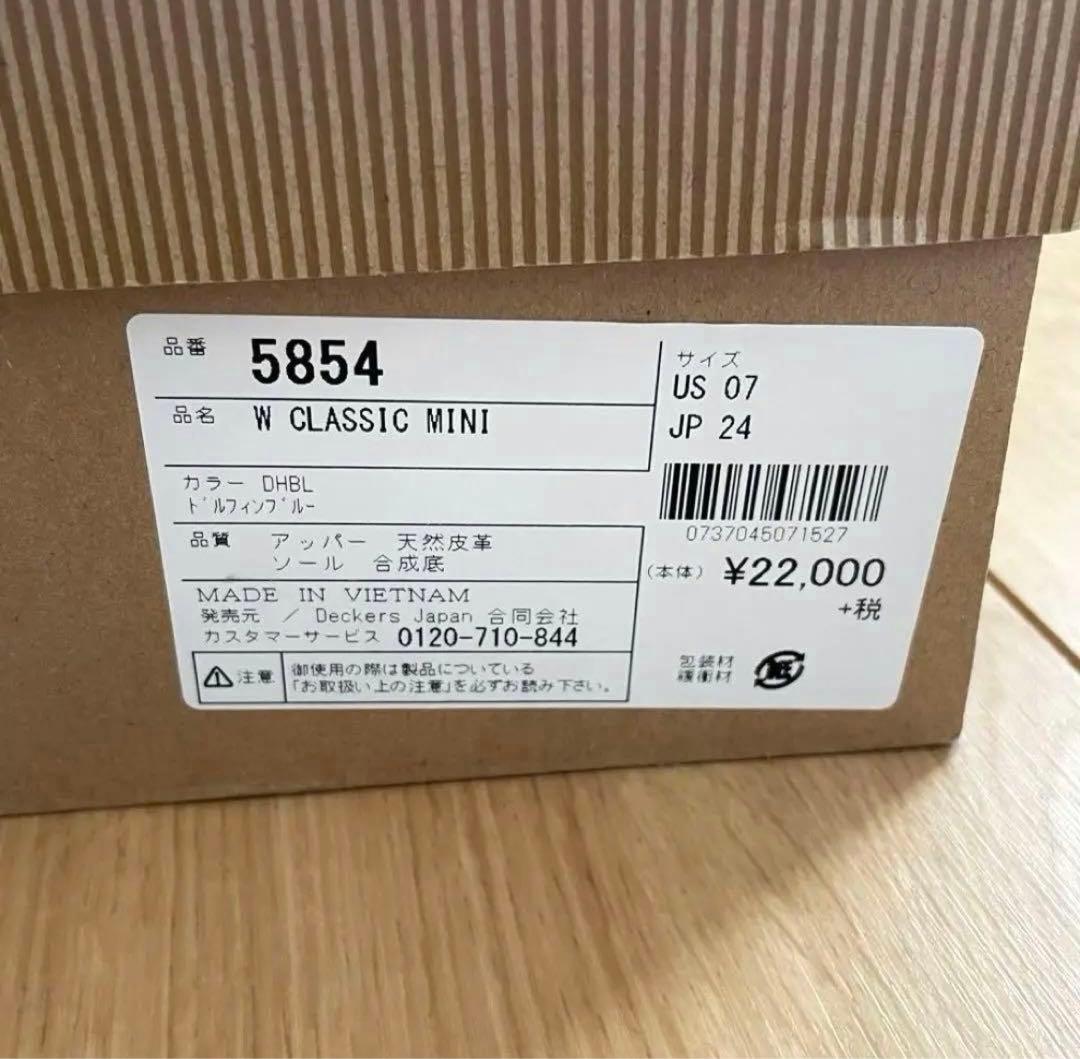 品番 5854
品名 W CLASSIC MINI
カラー DHBL
ﾄﾞﾙﾌｨﾝﾌﾞﾙｰ
品質 アッパー 天然皮革
ソール 合成底
MADE IN VIETNAM
発売元 / Deckers Japan 合同会社
カスタマーサービス 0120-710-844
注意 御使用の際は製品についている
「お取扱い上の注意」を必ずお読み下さい。
サイズ
US 07
JP 24
0737045071527
(本体) ¥22,000
+税
包装材
緩衝材
紙